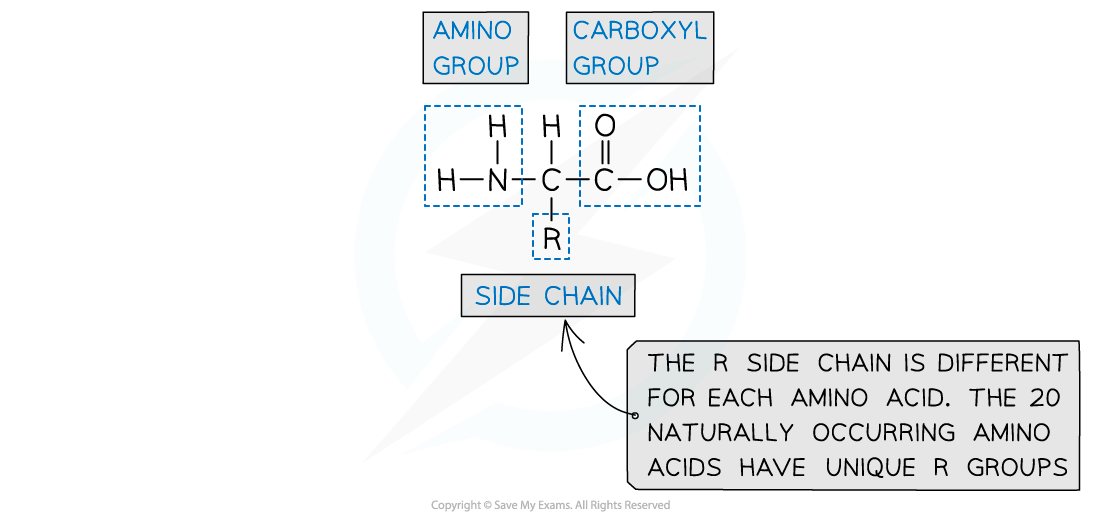 AMINO
GROUP
CARBOXYL
GROUP
H H O
H N C C OH
R
SIDE CHAIN
THE R SIDE CHAIN IS DIFFERENT
FOR EACH AMINO ACID. THE 20
NATURALLY OCCURRING AMINO
ACIDS HAVE UNIQUE R GROUPS
Copyright © Save My Exams. All Rights Reserved